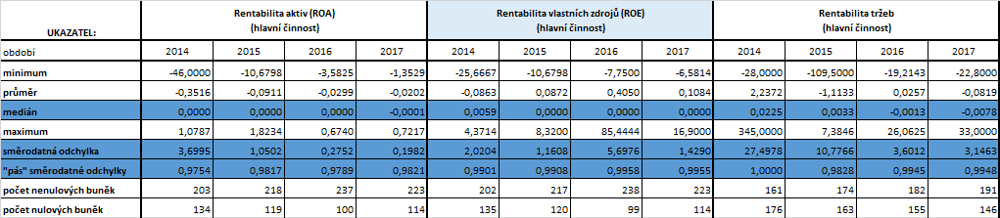 UKAZATEL: Rentabilita aktiv (ROA) (hlavní činnost) Rentabilita vlastních zdrojů (ROE) (hlavní činnost) Rentabilita tržeb (hlavní činnost)
období 2014 2015 2016 2017 2014 2015 2016 2017 2014 2015 2016 2017
minimum -46,0000 -10,6798 -3,5825 -1,3529 -25,6667 -10,6798 -7,7500 -6,5814 -28,0000 -109,5000 -19,2143 -22,8000
průměr -0,3516 -0,0911 -0,0299 -0,0202 -0,0863 0,0872 0,4050 0,1084 2,2372 -1,1133 0,0257 -0,0819
medián 0,0000 0,0000 0,0000 -0,0001 0,0059 0,0000 0,0000 0,0000 0,0225 0,0033 -0,0013 -0,0078
maximum 1,0787 1,8234 0,6740 0,7217 4,3714 8,3200 85,4444 16,9000 345,0000 7,3846 26,0625 33,0000
směrodatná odchylka 3,6995 1,0502 0,2752 0,1982 2,0204 1,1608 5,6976 1,4290 27,4978 10,7766 3,6012 3,1463
"pás" směrodatné odchylky 0,9754 0,9817 0,9789 0,9821 0,9901 0,9908 0,9958 0,9955 1,0000 0,9828 0,9945 0,9948
počet nenulových buněk 203 218 237 223 202 217 238 223 161 174 182 191
počet nulových buněk 134 119 100 114 135 120 99 114 176 163 155 146